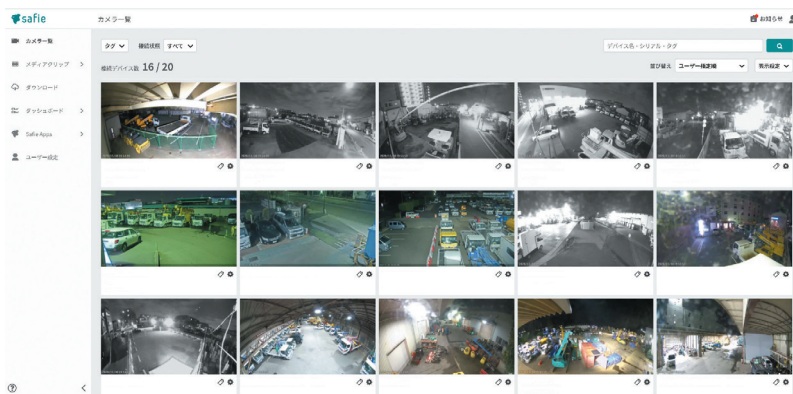 safie
カメラ一覧
お知らせ
カメラ一覧
メディアクリップ
ダウンロード
ダッシュボード
Safie Apps
ユーザー設定
タグ
接続状態 すべて
デバイス名・シリアル・タグ
接続デバイス数 16 / 20
並び替え ユーザー指定順
表示設定